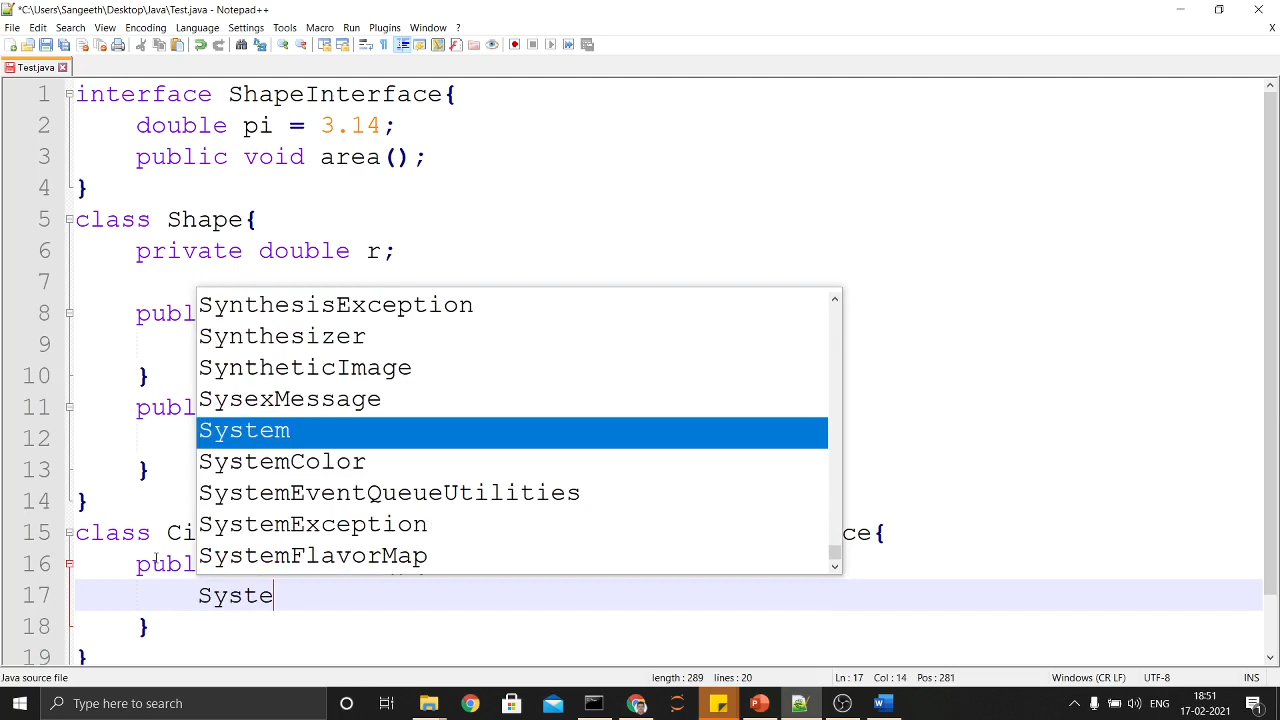 *C:\Users\Sangeeth\Desktop\Java\Test.java - Notepad++
File Edit Search View Encoding Language Settings Tools Macro Run Plugins Window ? X
Test.java
1 interface ShapeInterface{
2 double pi = 3.14;
3 public void area();
4 }
5 class Shape{
6 private double r;
7
8 publ
9
10 }
11 publ
12
13 }
14 }
15 class Ci ce{
16 publ
17 Syste
18 }
19 }
SynthesisException
Synthesizer
SyntheticImage
SysexMessage
System
SystemColor
SystemEventQueueUtilities
SystemException
SystemFlavorMap
Java source file length : 289 lines : 20 Ln : 17 Col : 14 Pos : 281 Windows (CR LF) UTF-8 INS
Type here to search ENG 18:51 17-02-2021